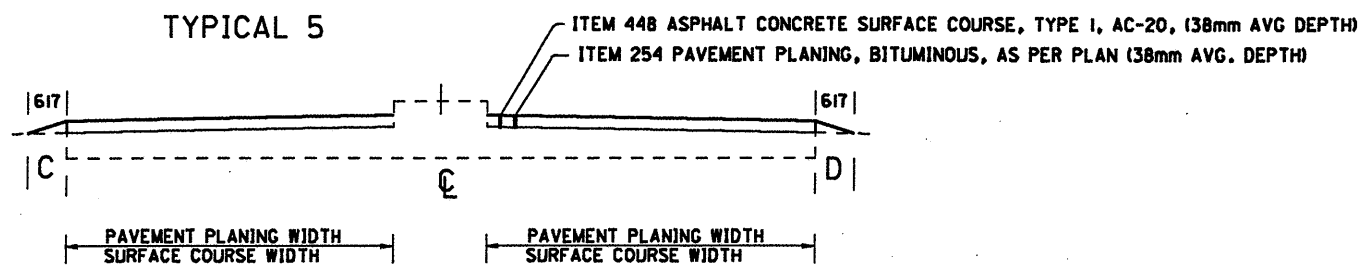 TYPICAL 5
ITEM 448 ASPHALT CONCRETE SURFACE COURSE, TYPE 1, AC-20, (38mm AVG DEPTH)
ITEM 254 PAVEMENT PLANING, BITUMINOUS, AS PER PLAN (38mm AVG. DEPTH)
617
617
C
CL
D
PAVEMENT PLANING WIDTH
SURFACE COURSE WIDTH
PAVEMENT PLANING WIDTH
SURFACE COURSE WIDTH